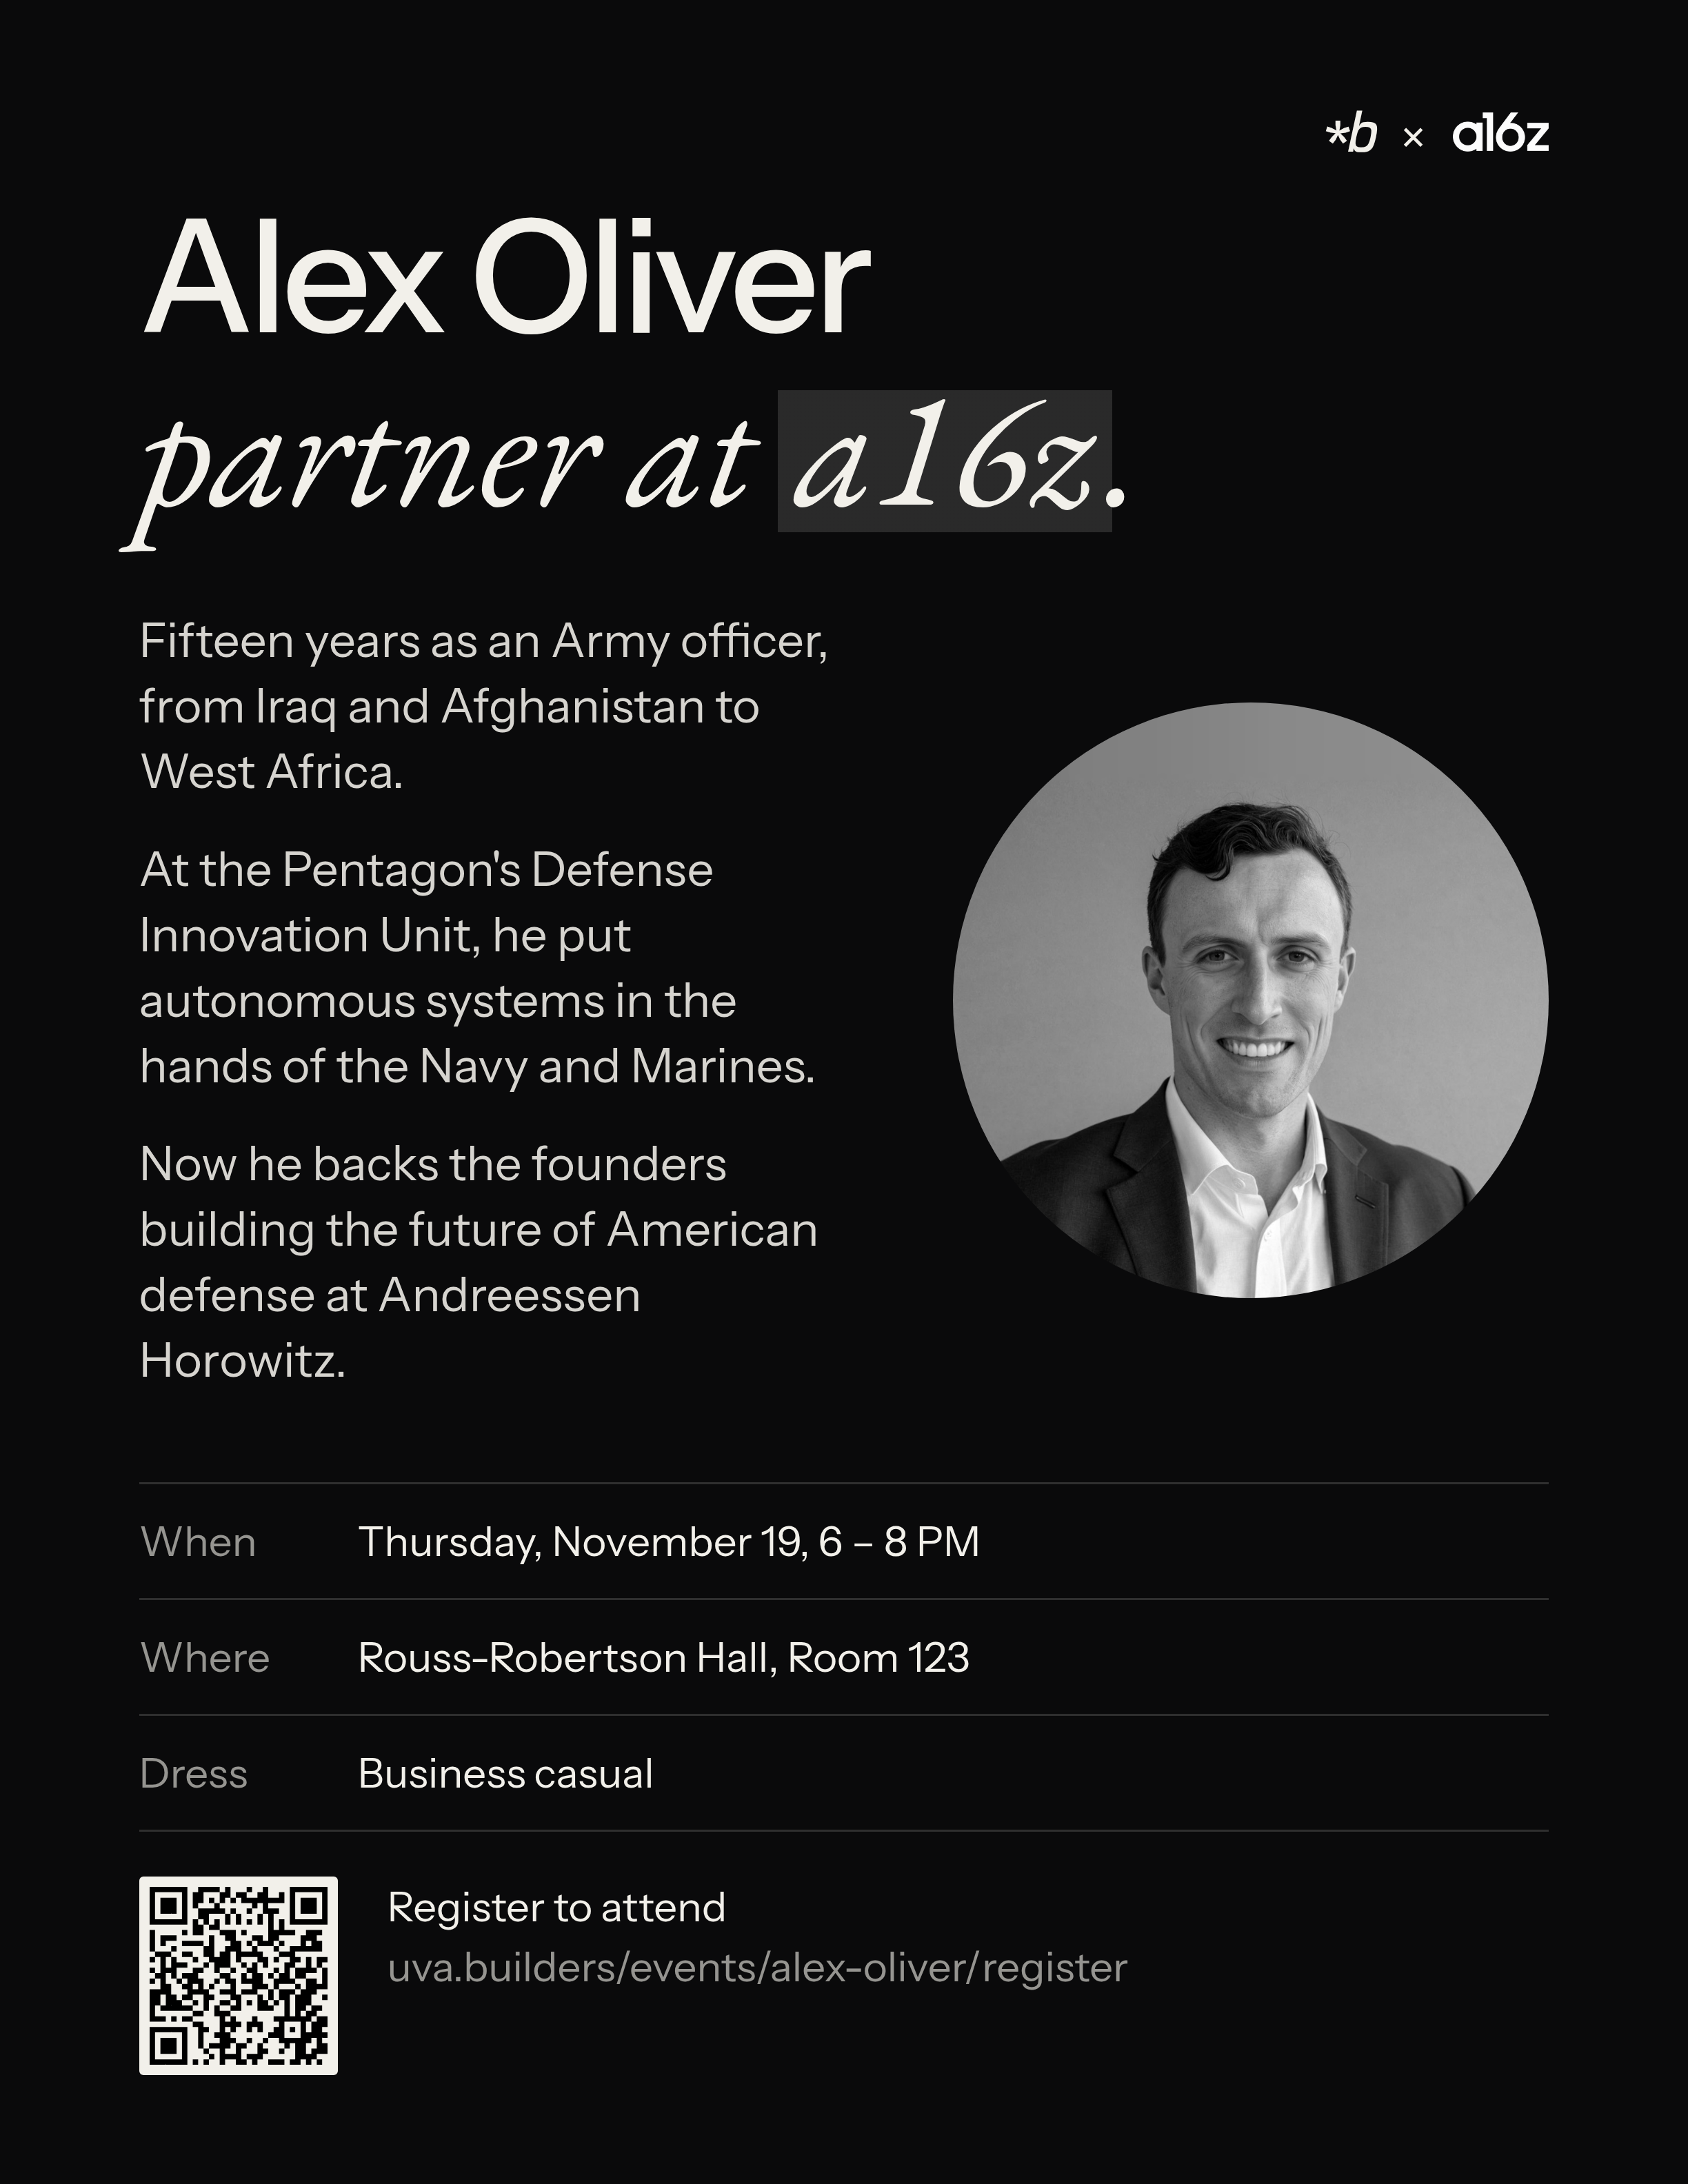 *b × a16z
Alex Oliver
partner at a16z.
Fifteen years as an Army officer,
from Iraq and Afghanistan to
West Africa.
At the Pentagon's Defense
Innovation Unit, he put
autonomous systems in the
hands of the Navy and Marines.
Now he backs the founders
building the future of American
defense at Andreessen
Horowitz.
When Thursday, November 19, 6 – 8 PM
Where Rouss-Robertson Hall, Room 123
Dress Business casual
Register to attend
uva.builders/events/alex-oliver/register